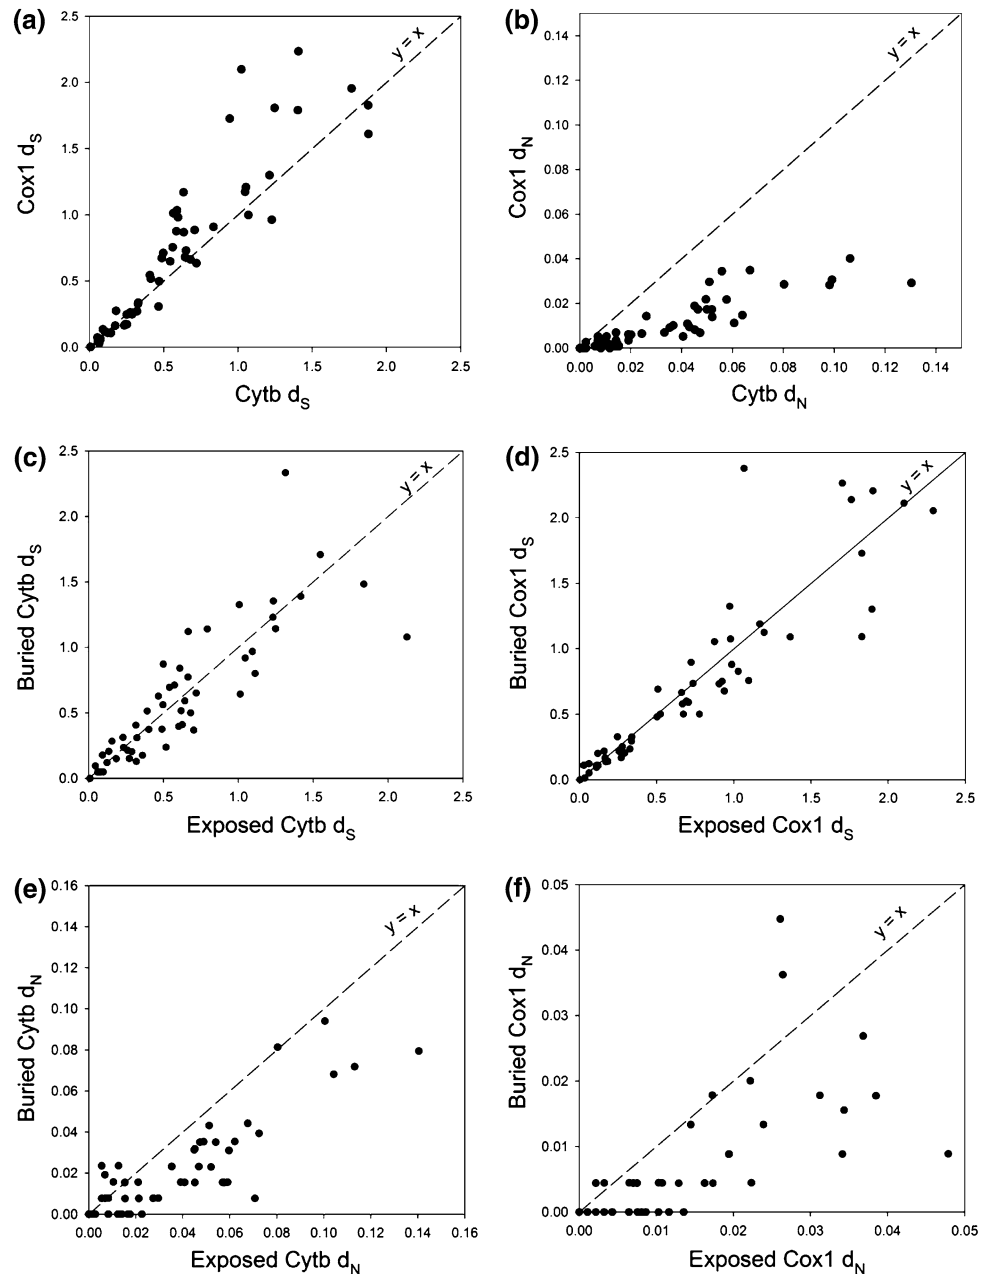 (a)
2.5
2.0
1.5
1.0
0.5
0.0
Cox1 dS
y = x
0.0 0.5 1.0 1.5 2.0 2.5
Cytb dS
(b)
0.14
0.12
0.10
0.08
0.06
0.04
0.02
0.00
Cox1 dN
y = x
0.00 0.02 0.04 0.06 0.08 0.10 0.12 0.14
Cytb dN
(c)
2.5
2.0
1.5
1.0
0.5
0.0
Buried Cytb dS
y = x
0.0 0.5 1.0 1.5 2.0 2.5
Exposed Cytb dS
(d)
2.5
2.0
1.5
1.0
0.5
0.0
Buried Cox1 dS
y = x
0.0 0.5 1.0 1.5 2.0 2.5
Exposed Cox1 dS
(e)
0.16
0.14
0.12
0.10
0.08
0.06
0.04
0.02
0.00
Buried Cytb dN
y = x
0.00 0.02 0.04 0.06 0.08 0.10 0.12 0.14 0.16
Exposed Cytb dN
(f)
0.05
0.04
0.03
0.02
0.01
0.00
Buried Cox1 dN
y = x
0.00 0.02 0.03 0.04 0.05
Exposed Cox1 dN